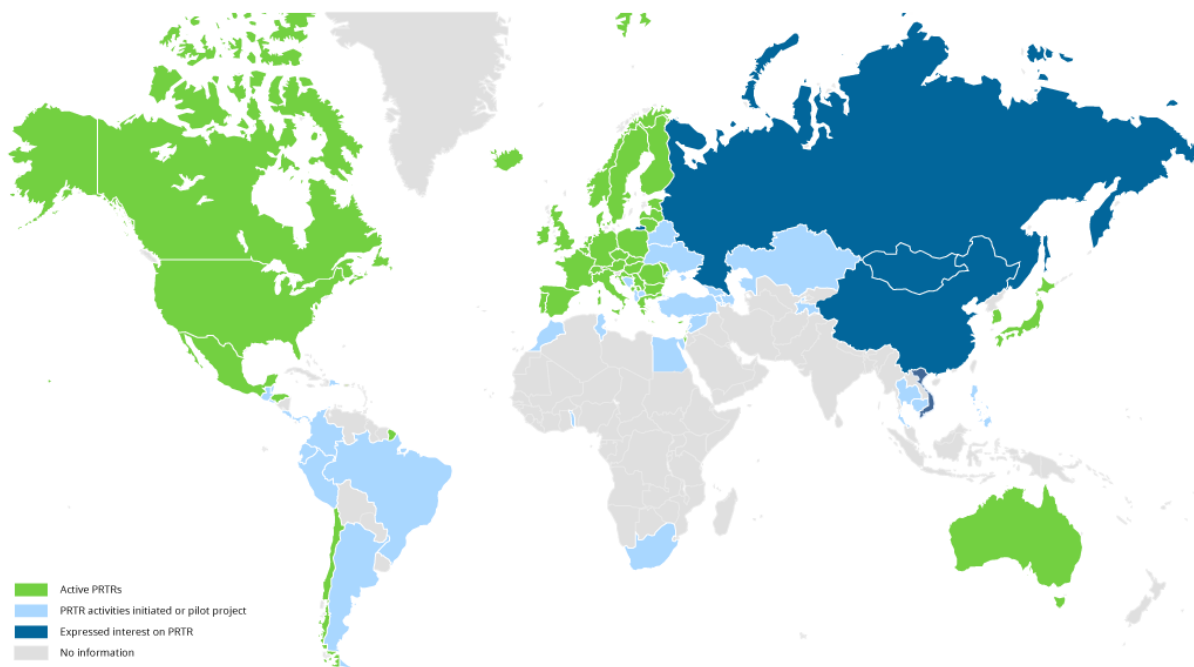 Active PRTRs
PRTR activities initiated or pilot project
Expressed interest on PRTR
No information